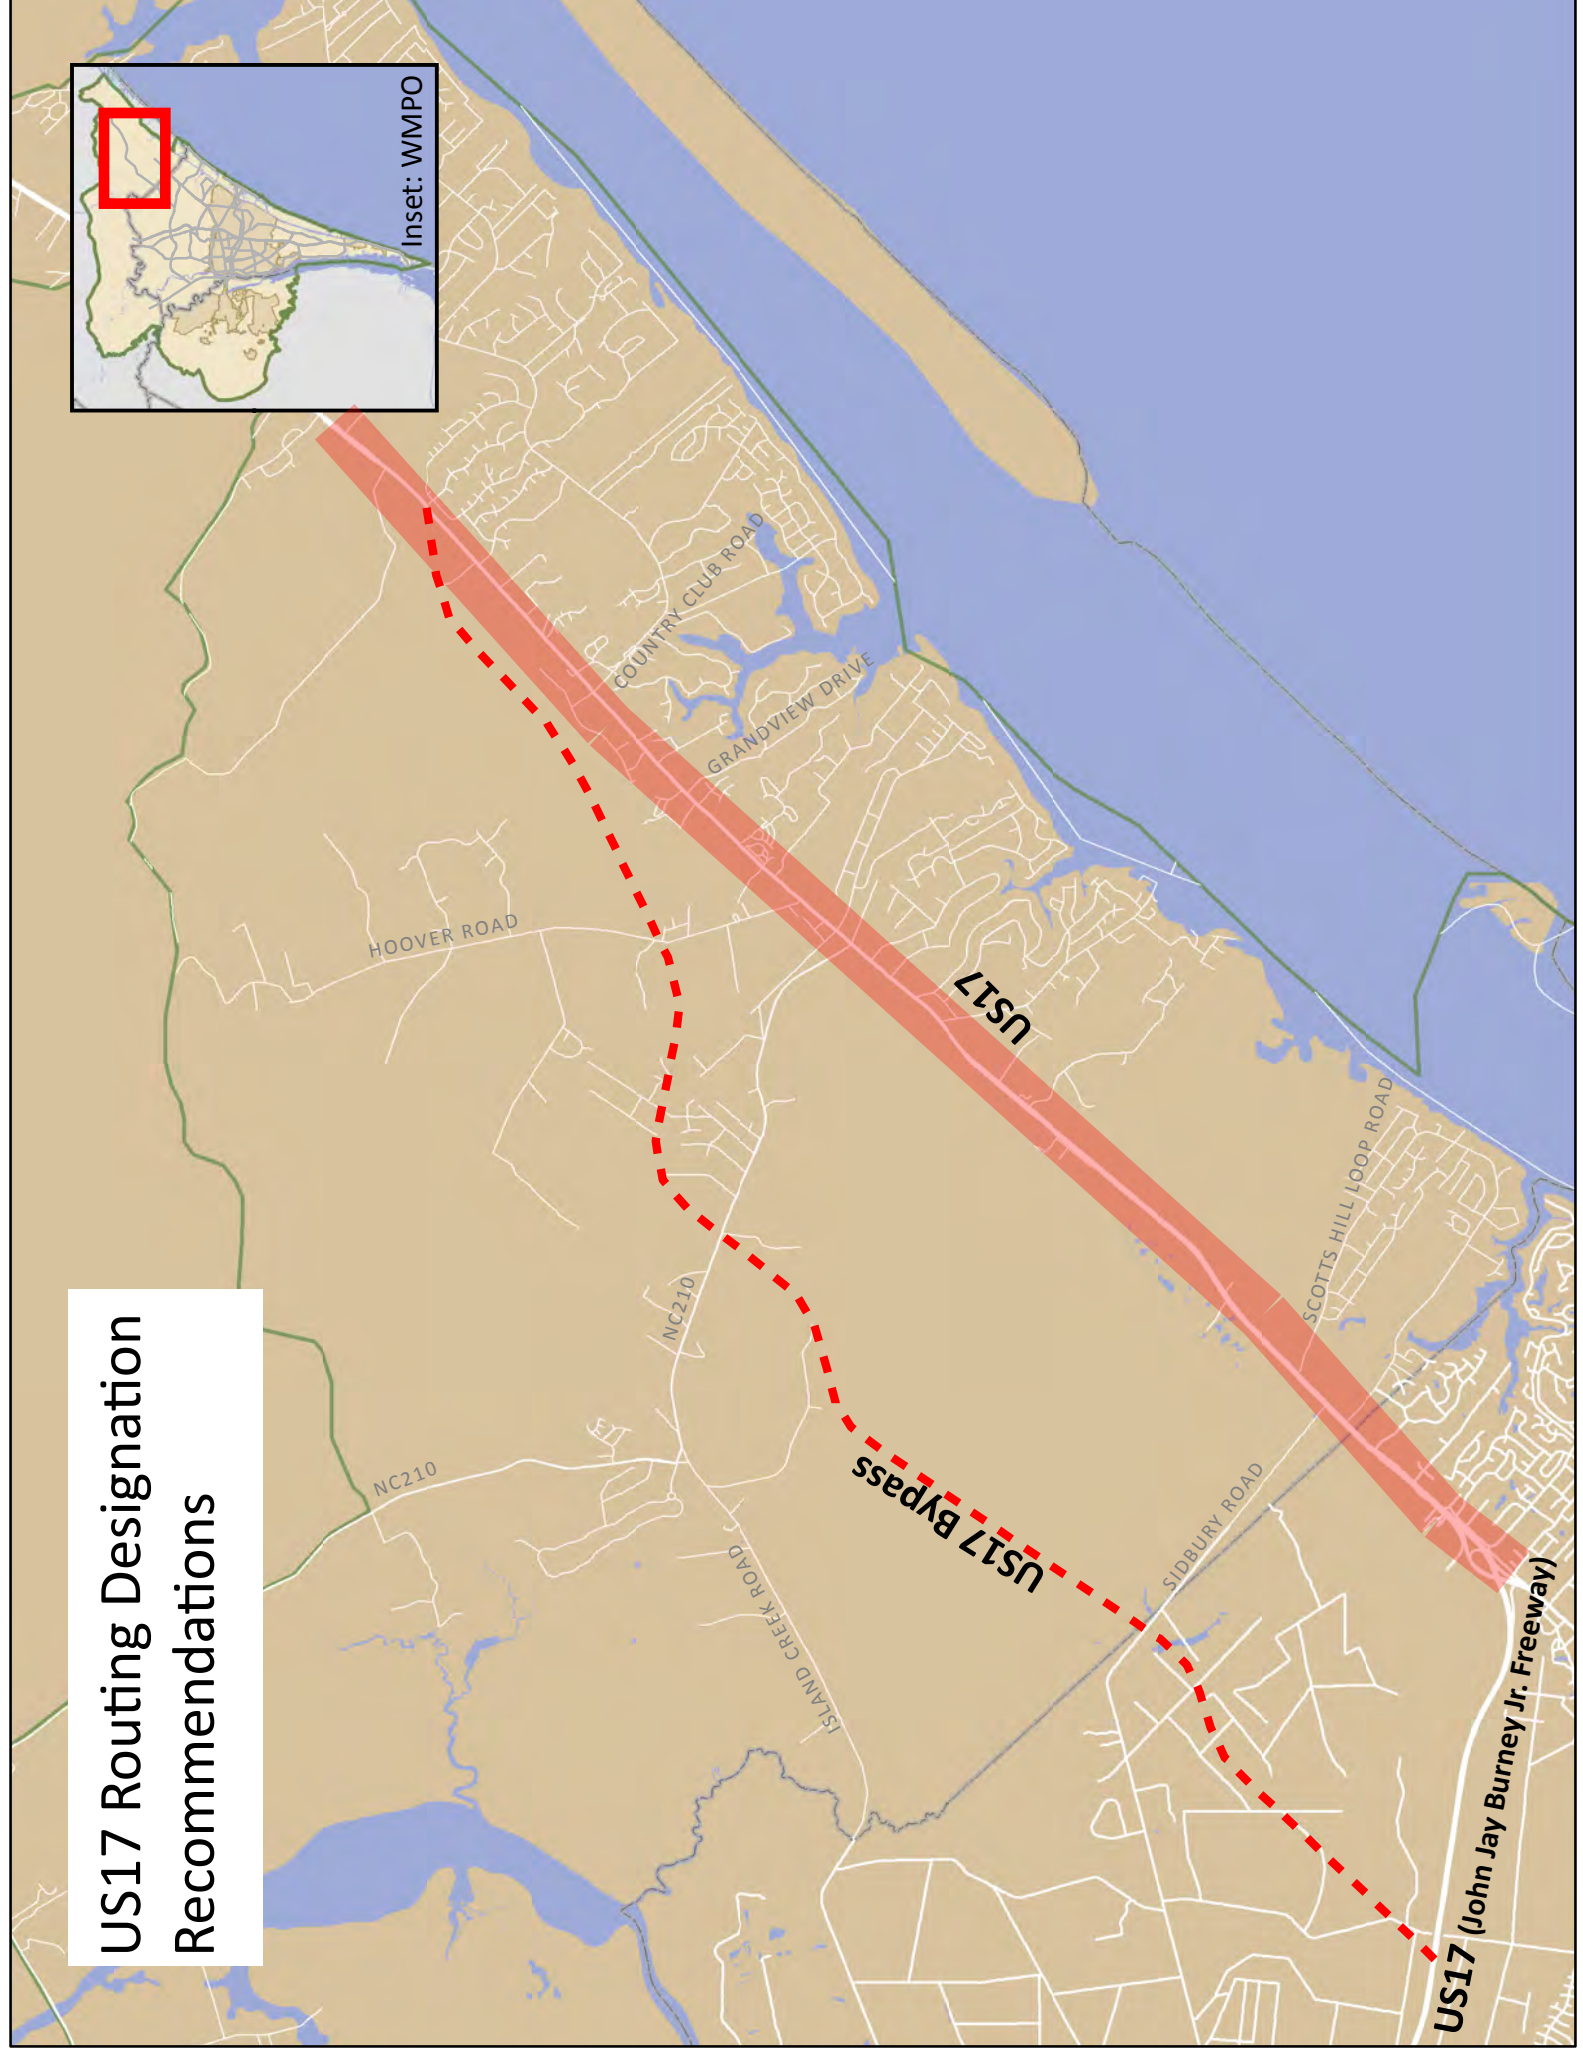 US17 Routing Designation
Recommendations
Inset: WMPO
COUNTRY CLUB ROAD
GRANDVIEW DRIVE
HOOVER ROAD
US17
NC210
SCOTTS HILL LOOP ROAD
NC210
US17 Bypass
SIDBURY ROAD
ISLAND CREEK ROAD
US17 (John Jay Burney Jr. Freeway)